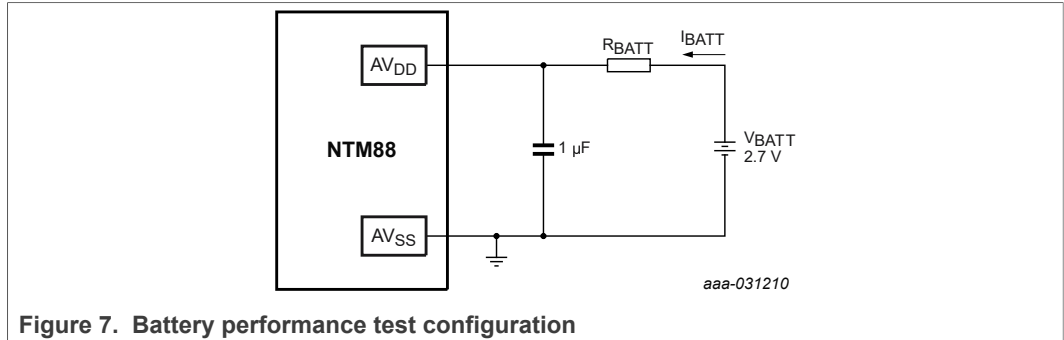 RBATT
IBATT
AVDD
NTM88
1 µF
VBATT
2.7 V
AVSS
aaa-031210
Figure 7. Battery performance test configuration